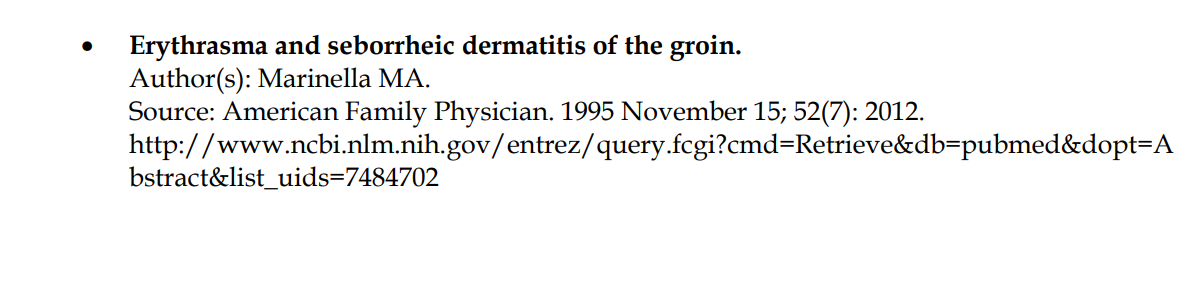 • Erythrasma and seborrheic dermatitis of the groin.
Author(s): Marinella MA.
Source: American Family Physician. 1995 November 15; 52(7): 2012.
http://www.ncbi.nlm.nih.gov/entrez/query.fcgi?cmd=Retrieve&db=pubmed&dopt=A
bstract&list_uids=7484702